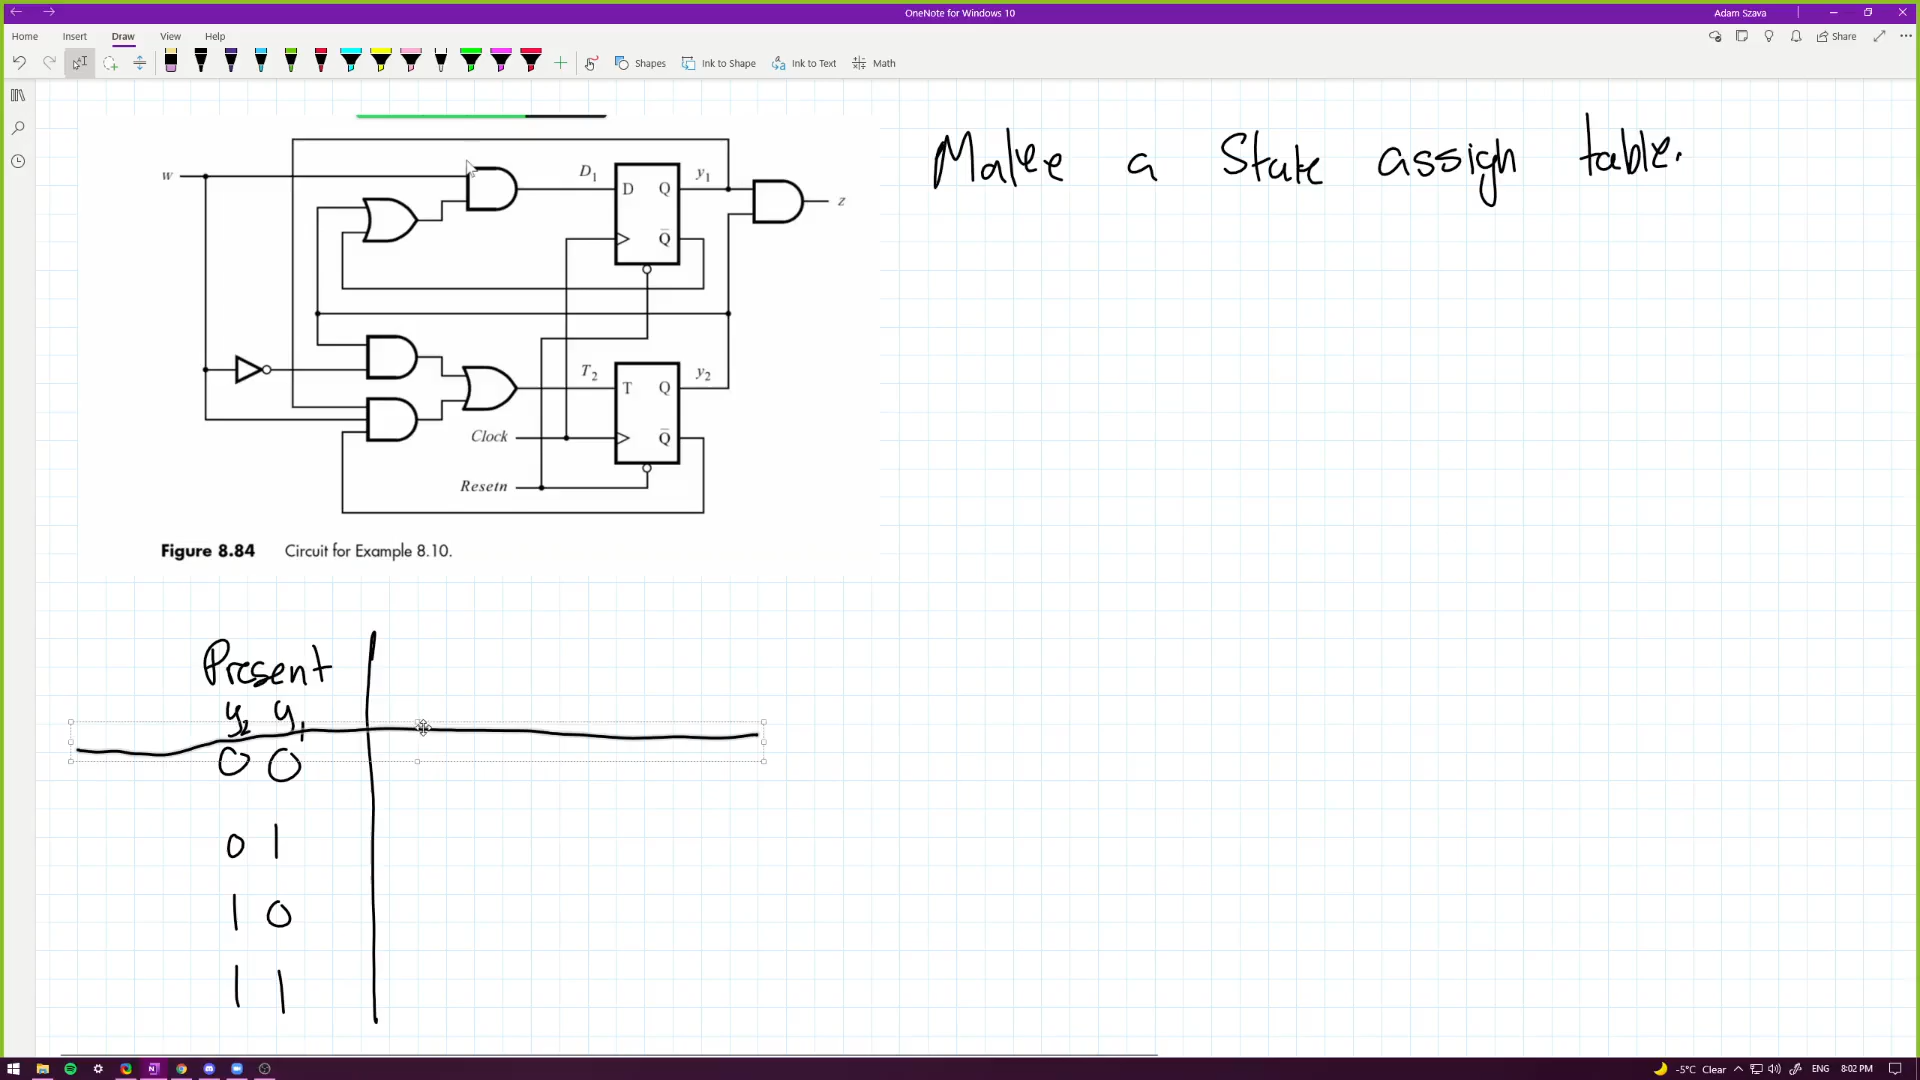 OneNote for Windows 10
Adam Szava
Home Insert Draw View Help
Share
Shapes Ink to Shape Ink to Text Math
Make a State assign table.
w
D1
D Q
y1
z
Q
T2
T Q
y2
Clock
Q
Resetn
Figure 8.84 Circuit for Example 8.10.
Present
y2 y1
0 0
0 1
1 0
1 1
-5°C Clear ENG 8:02 PM